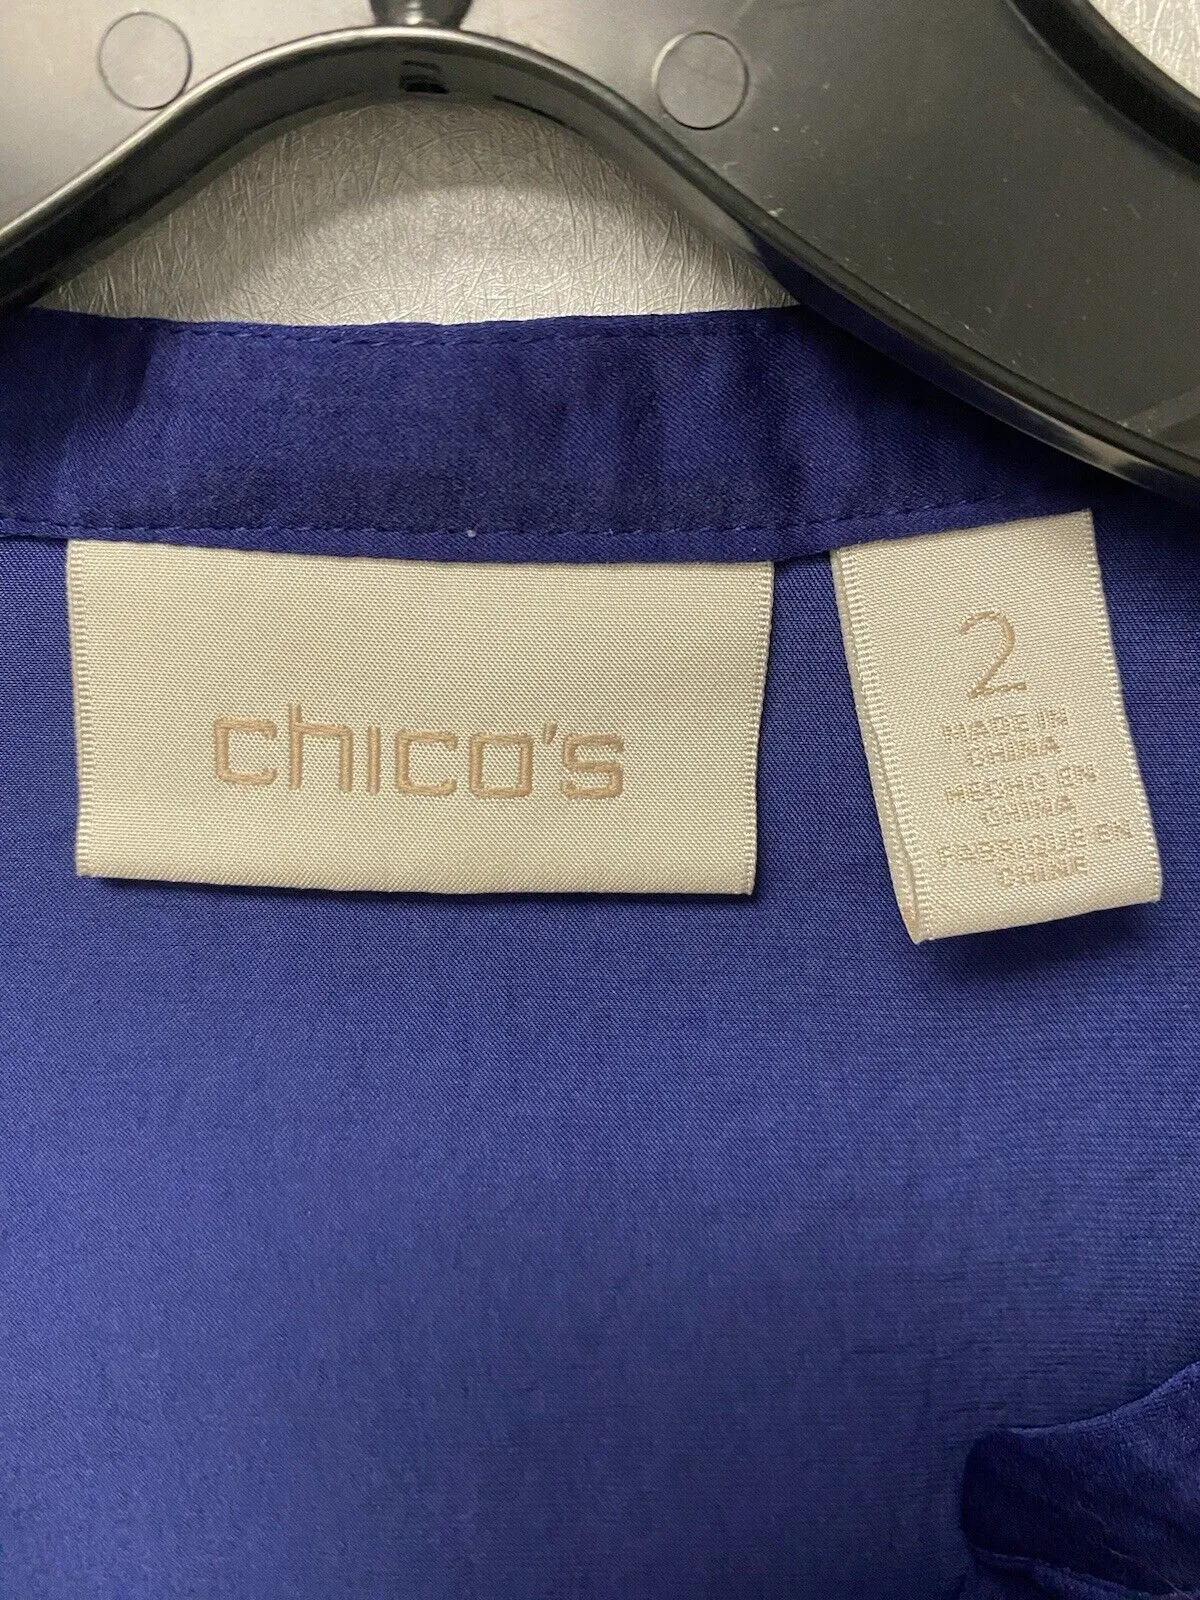 chico's
2
MADE IN
CHINA
HECHO EN
CHINA
FABRIQUE EN
CHINE